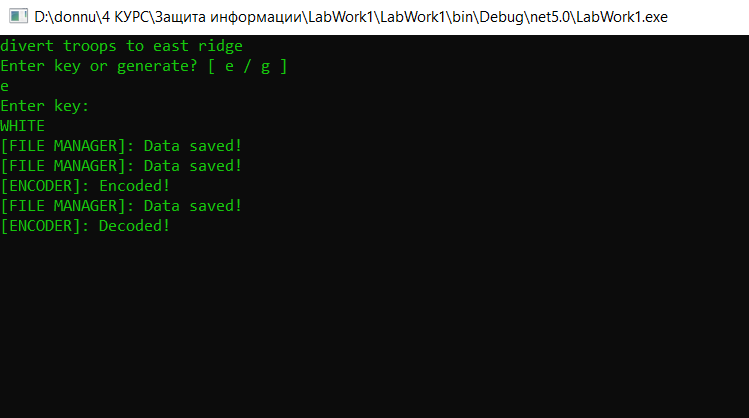 D:\donnu\4 КУРС\Защита информации\LabWork1\LabWork1\bin\Debug\net5.0\LabWork1.exe
divert troops to east ridge
Enter key or generate? [ e / g ]
e
Enter key:
WHITE
[FILE MANAGER]: Data saved!
[FILE MANAGER]: Data saved!
[ENCODER]: Encoded!
[FILE MANAGER]: Data saved!
[ENCODER]: Decoded!